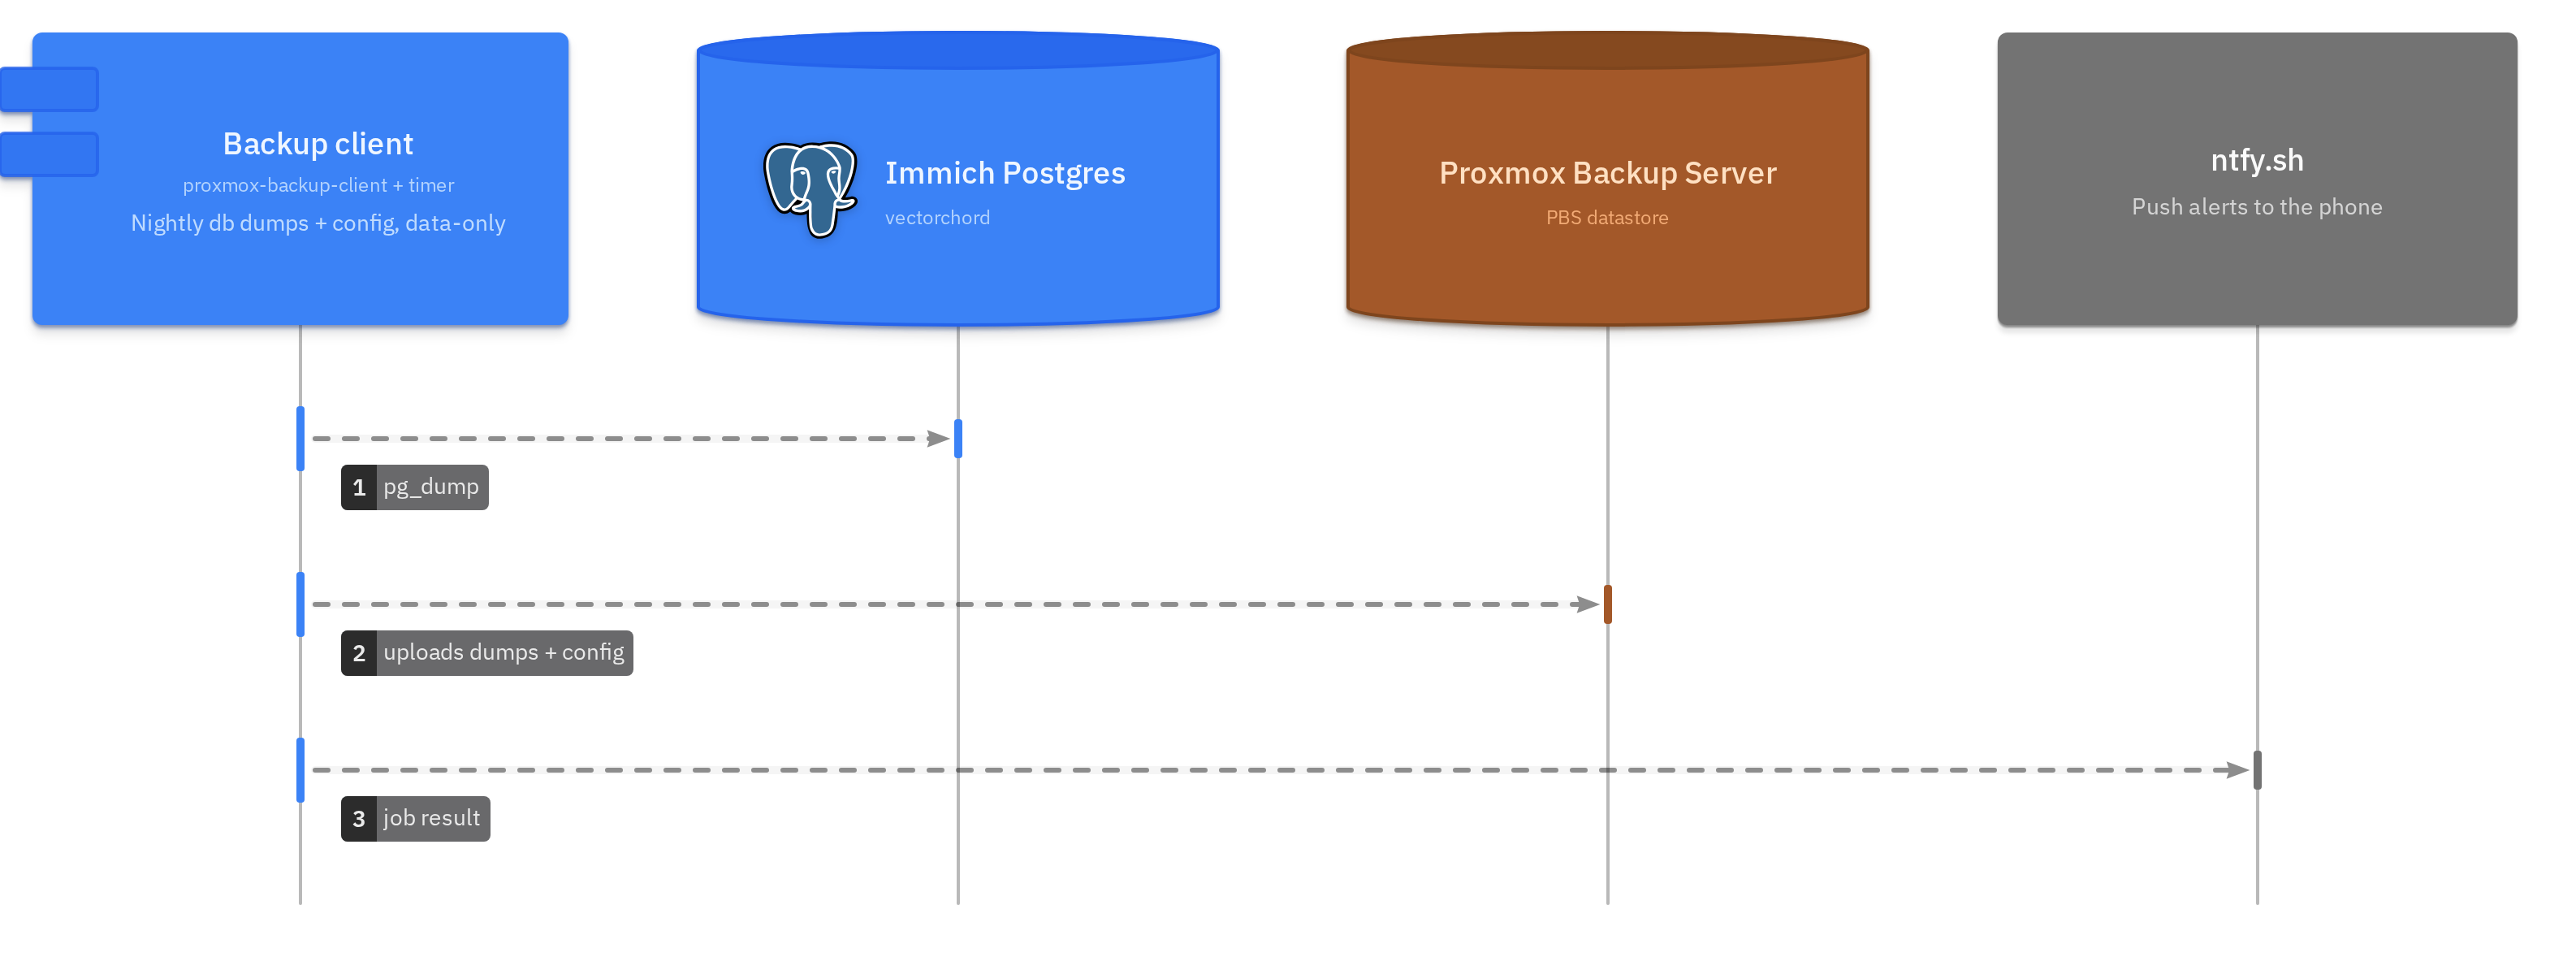 Backup client
proxmox-backup-client + timer
Nightly db dumps + config, data-only
Immich Postgres
vectorchord
Proxmox Backup Server
PBS datastore
ntfy.sh
Push alerts to the phone
1 pg_dump
2 uploads dumps + config
3 job result